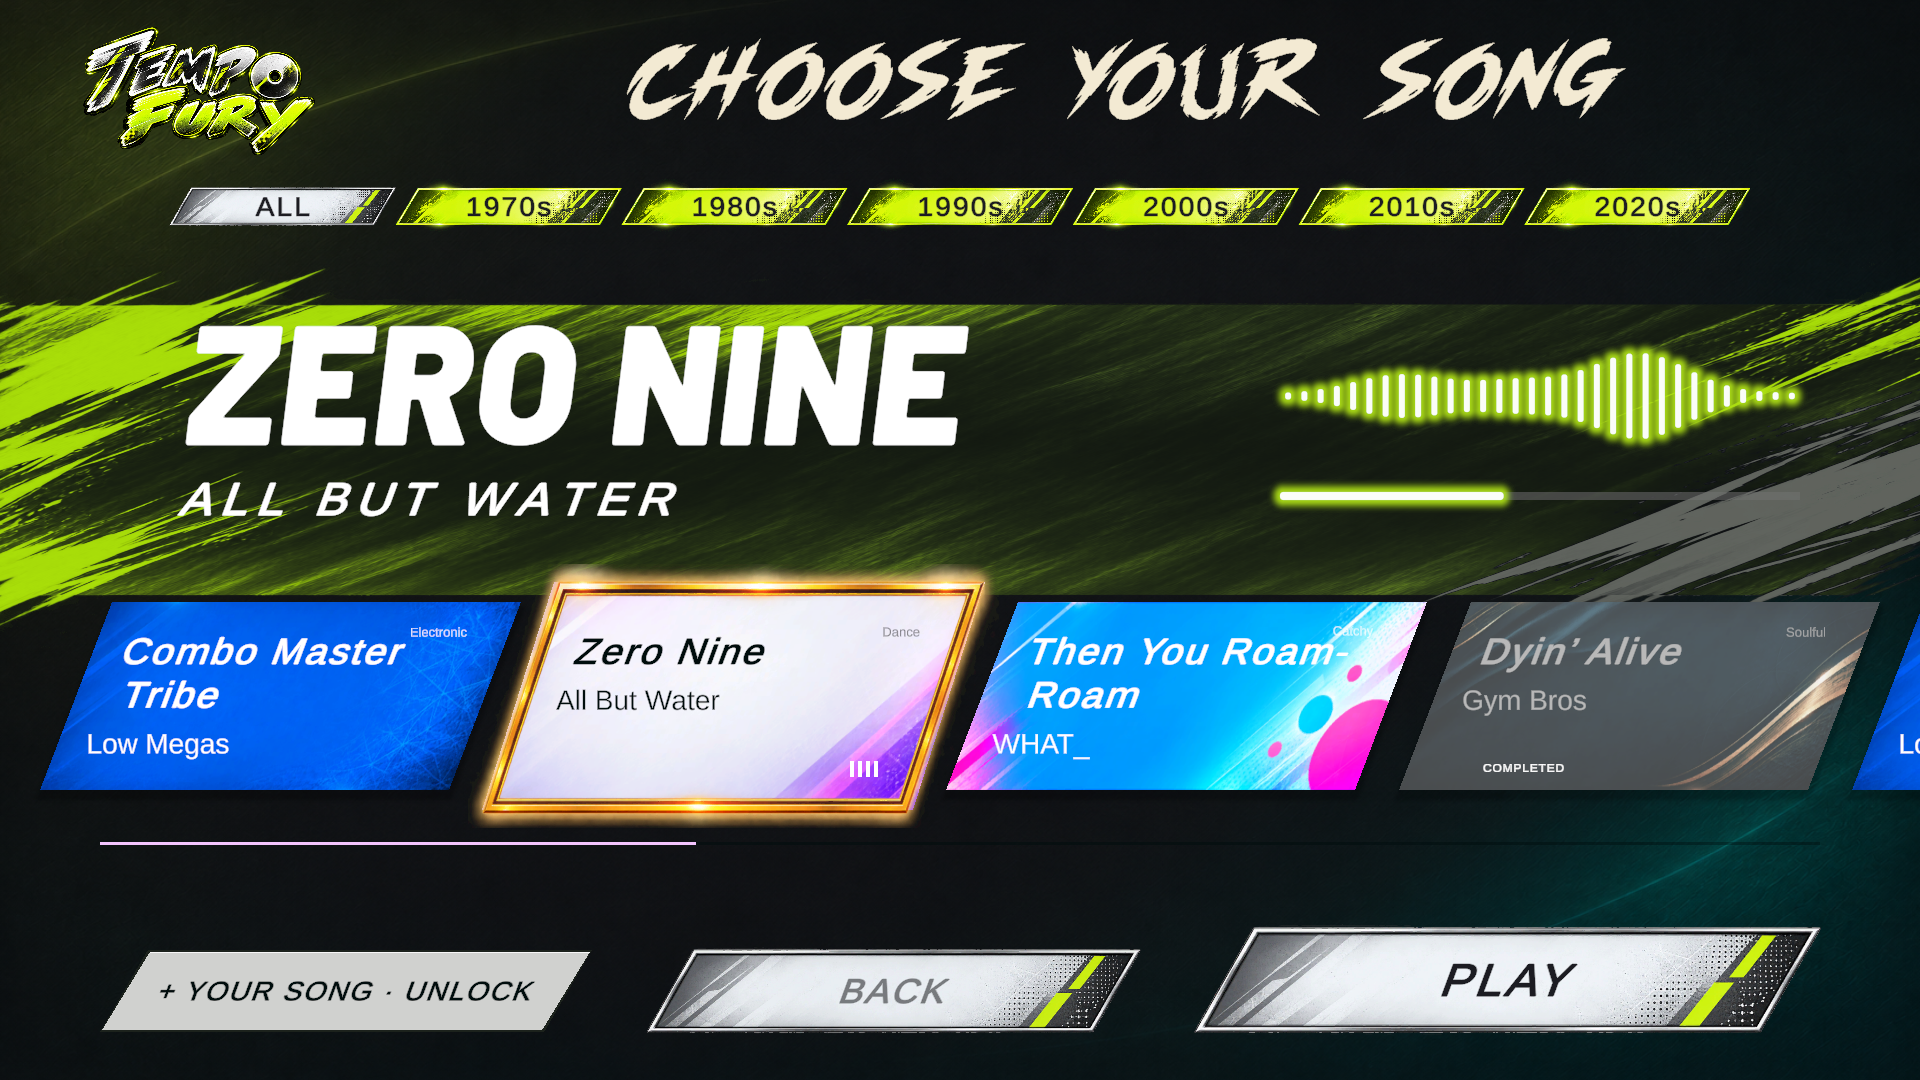 TEMPO
FURY
CHOOSE YOUR SONG
ALL
1970s
1980s
1990s
2000s
2010s
2020s
ZERO NINE
ALL BUT WATER
Electronic
Combo Master
Tribe
Low Megas
Dance
Zero Nine
All But Water
Catchy
Then You Roam-
Roam
WHAT_
Soulful
Dyin’ Alive
Gym Bros
COMPLETED
Lo
+ YOUR SONG · UNLOCK
BACK
PLAY